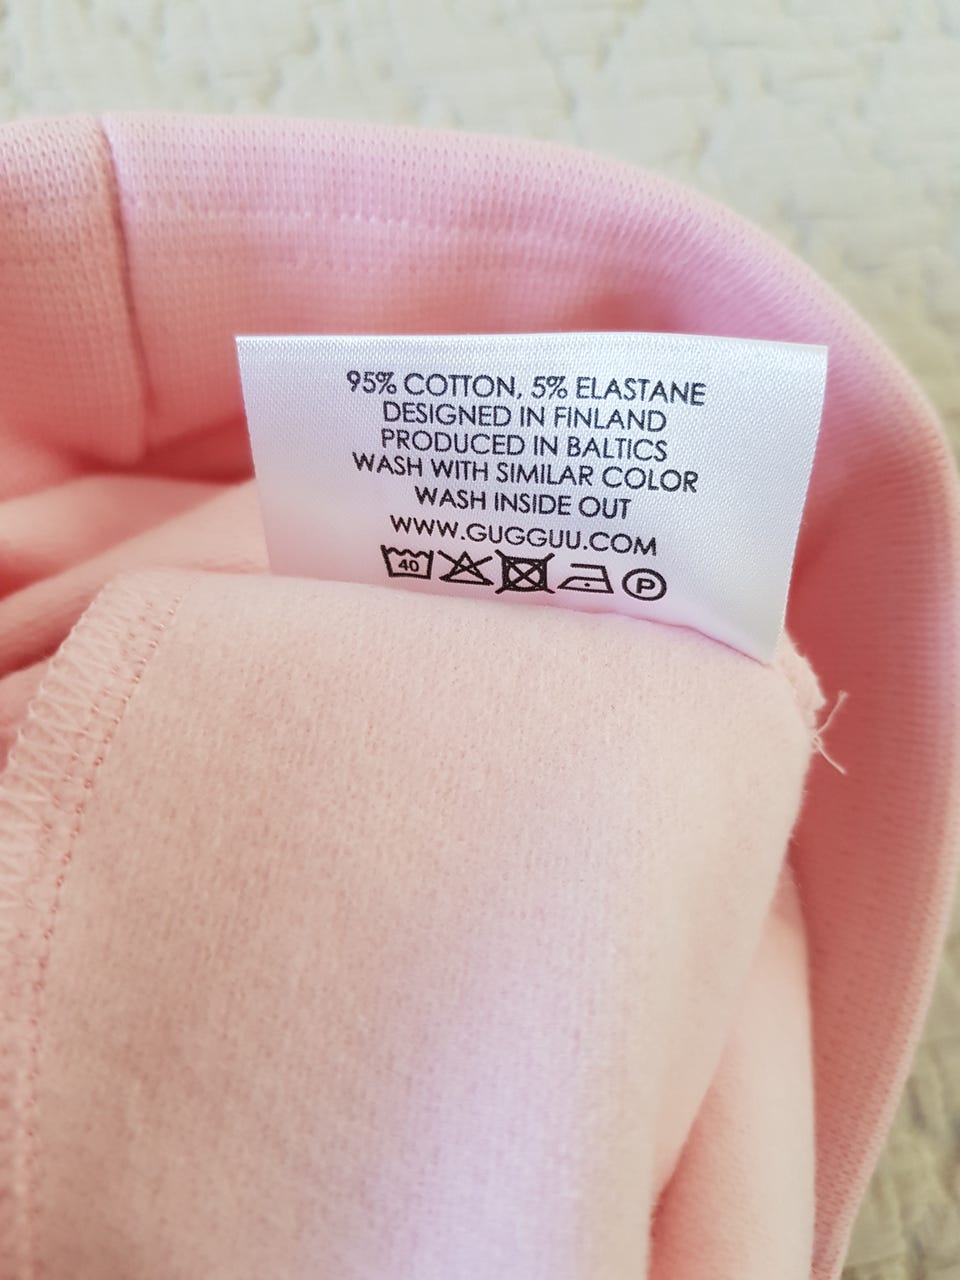 95% COTTON, 5% ELASTANE
DESIGNED IN FINLAND
PRODUCED IN BALTICS
WASH WITH SIMILAR COLOR
WASH INSIDE OUT
WWW.GUGGUU.COM
40 P